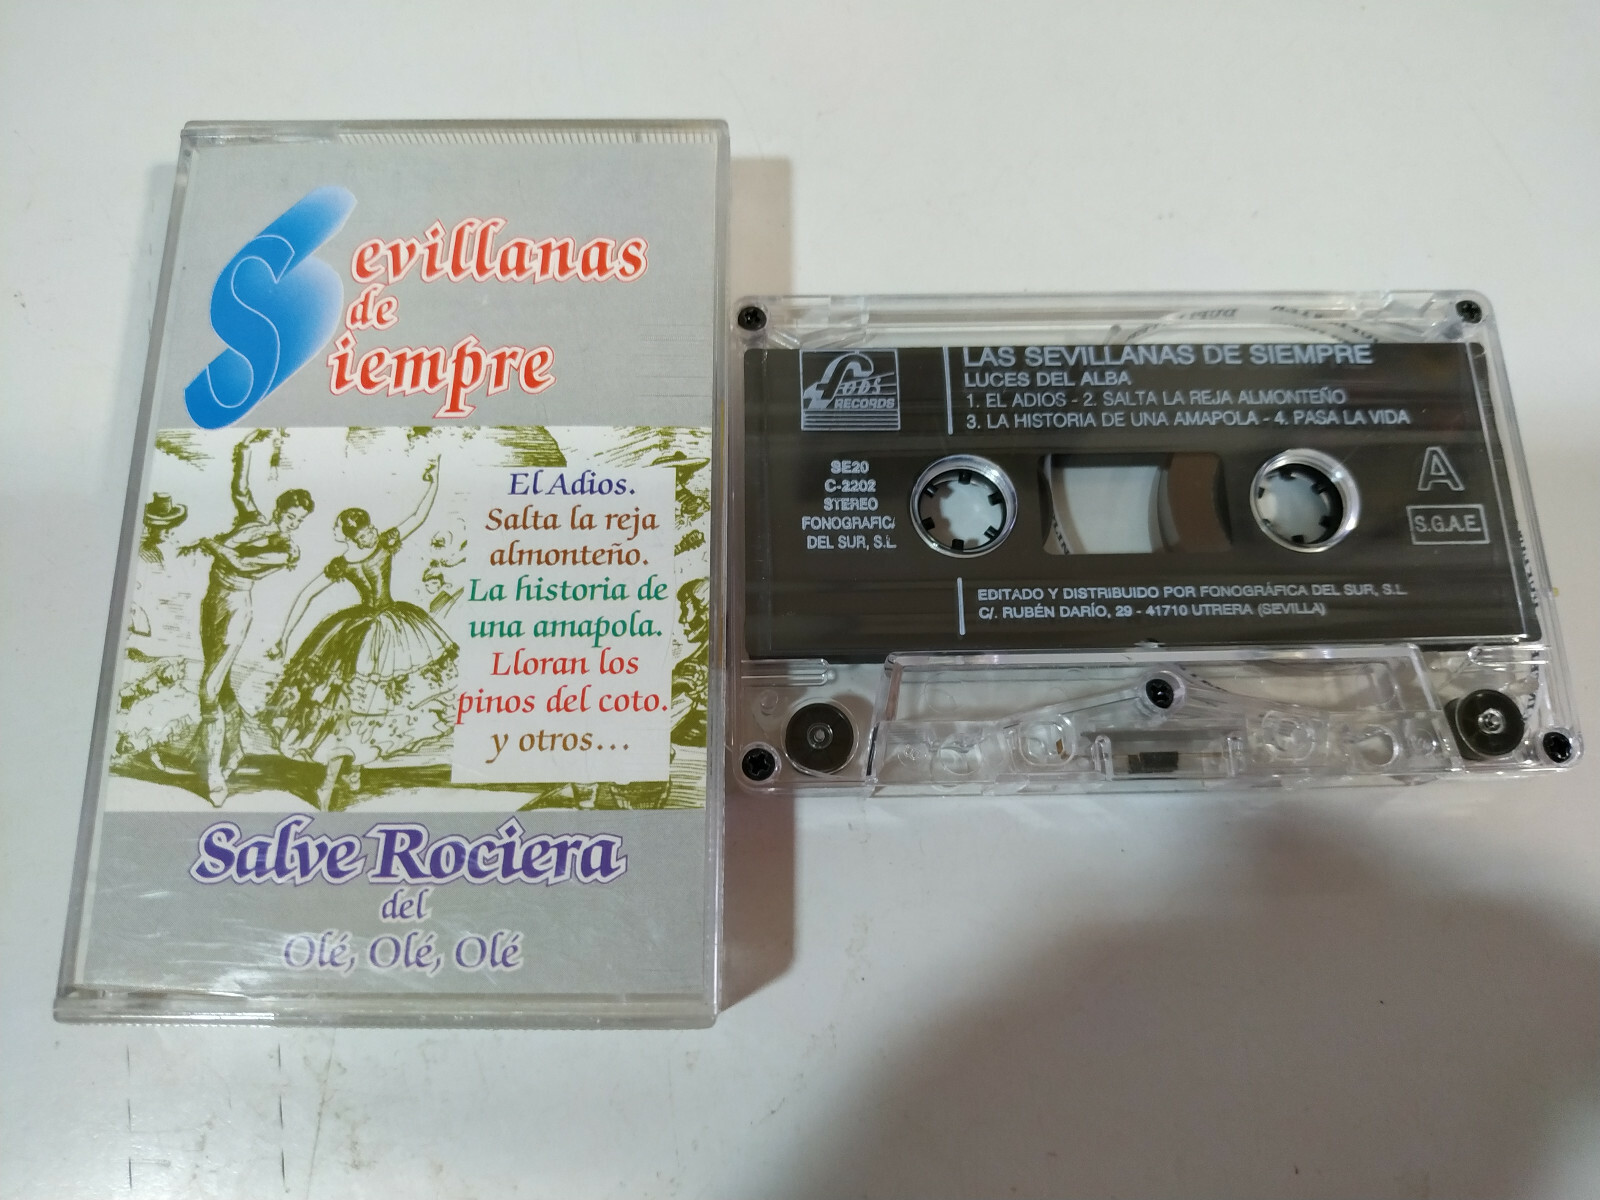 Sevillanas
de
Siempre
El Adios.
Salta la reja
almonteño.
La historia de
una amapola.
Lloran los
pinos del coto.
y otros...
Salve Rociera
del
Olé, Olé, Olé
RECORDS
LAS SEVILLANAS DE SIEMPRE
LUCES DEL ALBA
1. EL ADIOS - 2. SALTA LA REJA ALMONTEÑO
3. LA HISTORIA DE UNA AMAPOLA - 4. PASA LA VIDA
SE20
C-2202
STEREO
FONOGRAFIC
DEL SUR, S.L.
A
S.G.A.E.
EDITADO Y DISTRIBUIDO POR FONOGRÁFICA DEL SUR, S.L.
C/. RUBÉN DARÍO, 29 - 41710 UTRERA (SEVILLA)